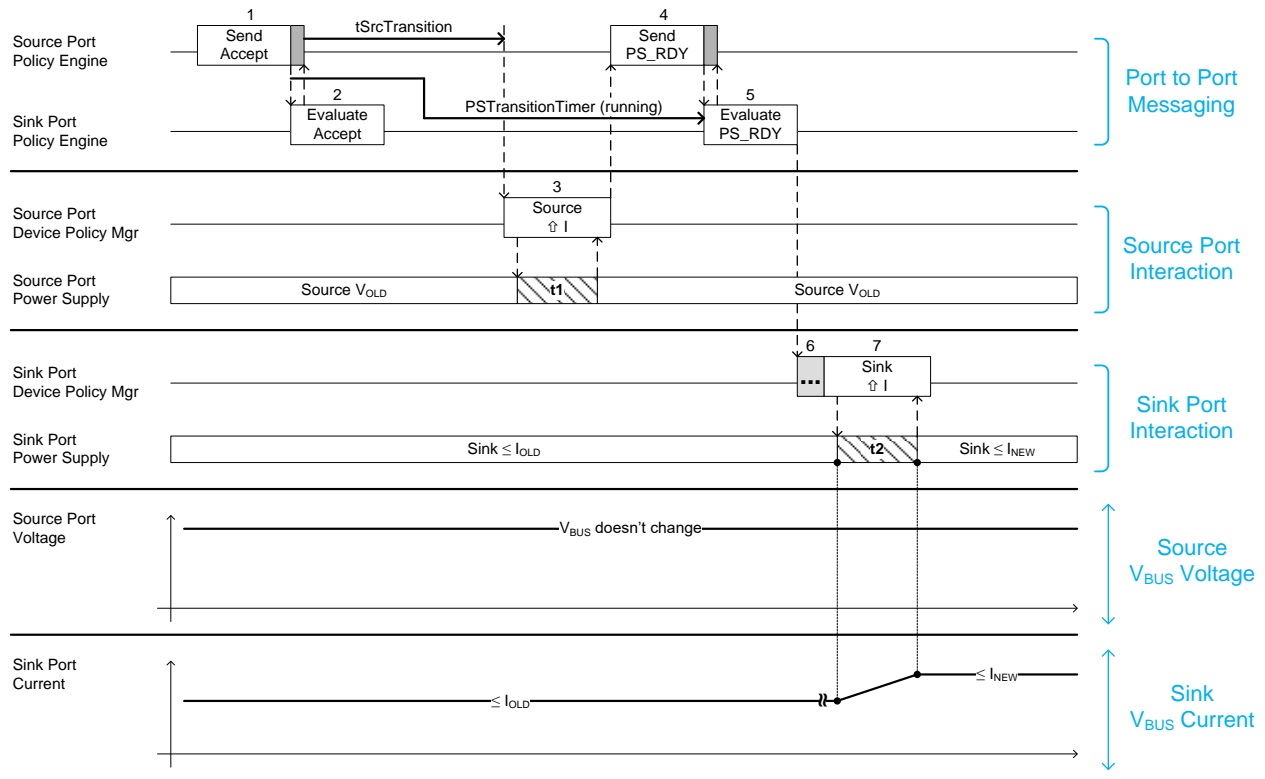 1
tSrcTransition
4
Source Port
Policy Engine
Send
Accept
Send
PS_RDY
Port to Port
Messaging
2
PSTransitionTimer (running)
5
Sink Port
Policy Engine
Evaluate
Accept
Evaluate
PS_RDY
3
Source Port
Device Policy Mgr
Source
⇧ I
Source Port
Interaction
Source Port
Power Supply
Source VOLD
t1
Source VOLD
6
7
Sink Port
Device Policy Mgr
...
Sink
⇧ I
Sink Port
Interaction
Sink Port
Power Supply
Sink ≤ IOLD
t2
Sink ≤ INEW
Source Port
Voltage
VBUS doesn't change
Source
VBUS Voltage
Sink Port
Current
≤ IOLD
≤ INEW
Sink
VBUS Current